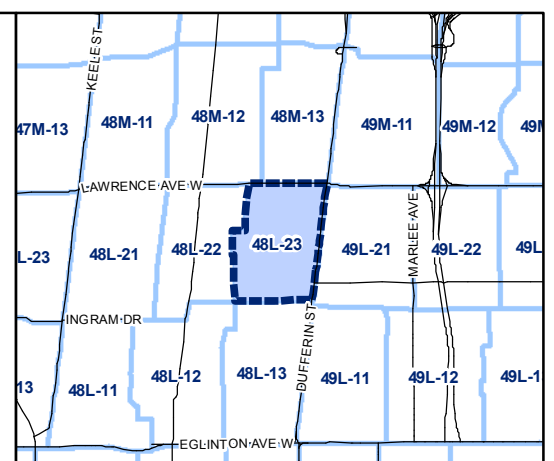 KEELE ST
47M-13
48M-11
48M-12
48M-13
49M-11
49M-12
49M
LAWRENCE AVE W
L-23
48L-21
48L-22
48L-23
49L-21
MARLEE AVE
49L-22
49L
INGRAM DR
DUFFERIN ST
13
48L-11
48L-12
48L-13
49L-11
49L-12
49L-1
EGLINTON AVE W